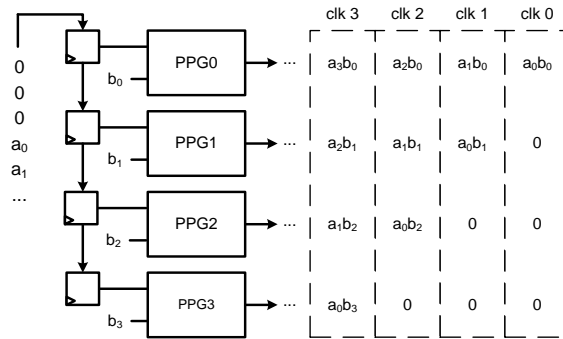 clk 3 clk 2 clk 1 clk 0
0
0
0
a₀
a₁
...
b₀ PPG0 ... a₃b₀ a₂b₀ a₁b₀ a₀b₀
b₁ PPG1 ... a₂b₁ a₁b₁ a₀b₁ 0
b₂ PPG2 ... a₁b₂ a₀b₂ 0 0
b₃ PPG3 ... a₀b₃ 0 0 0